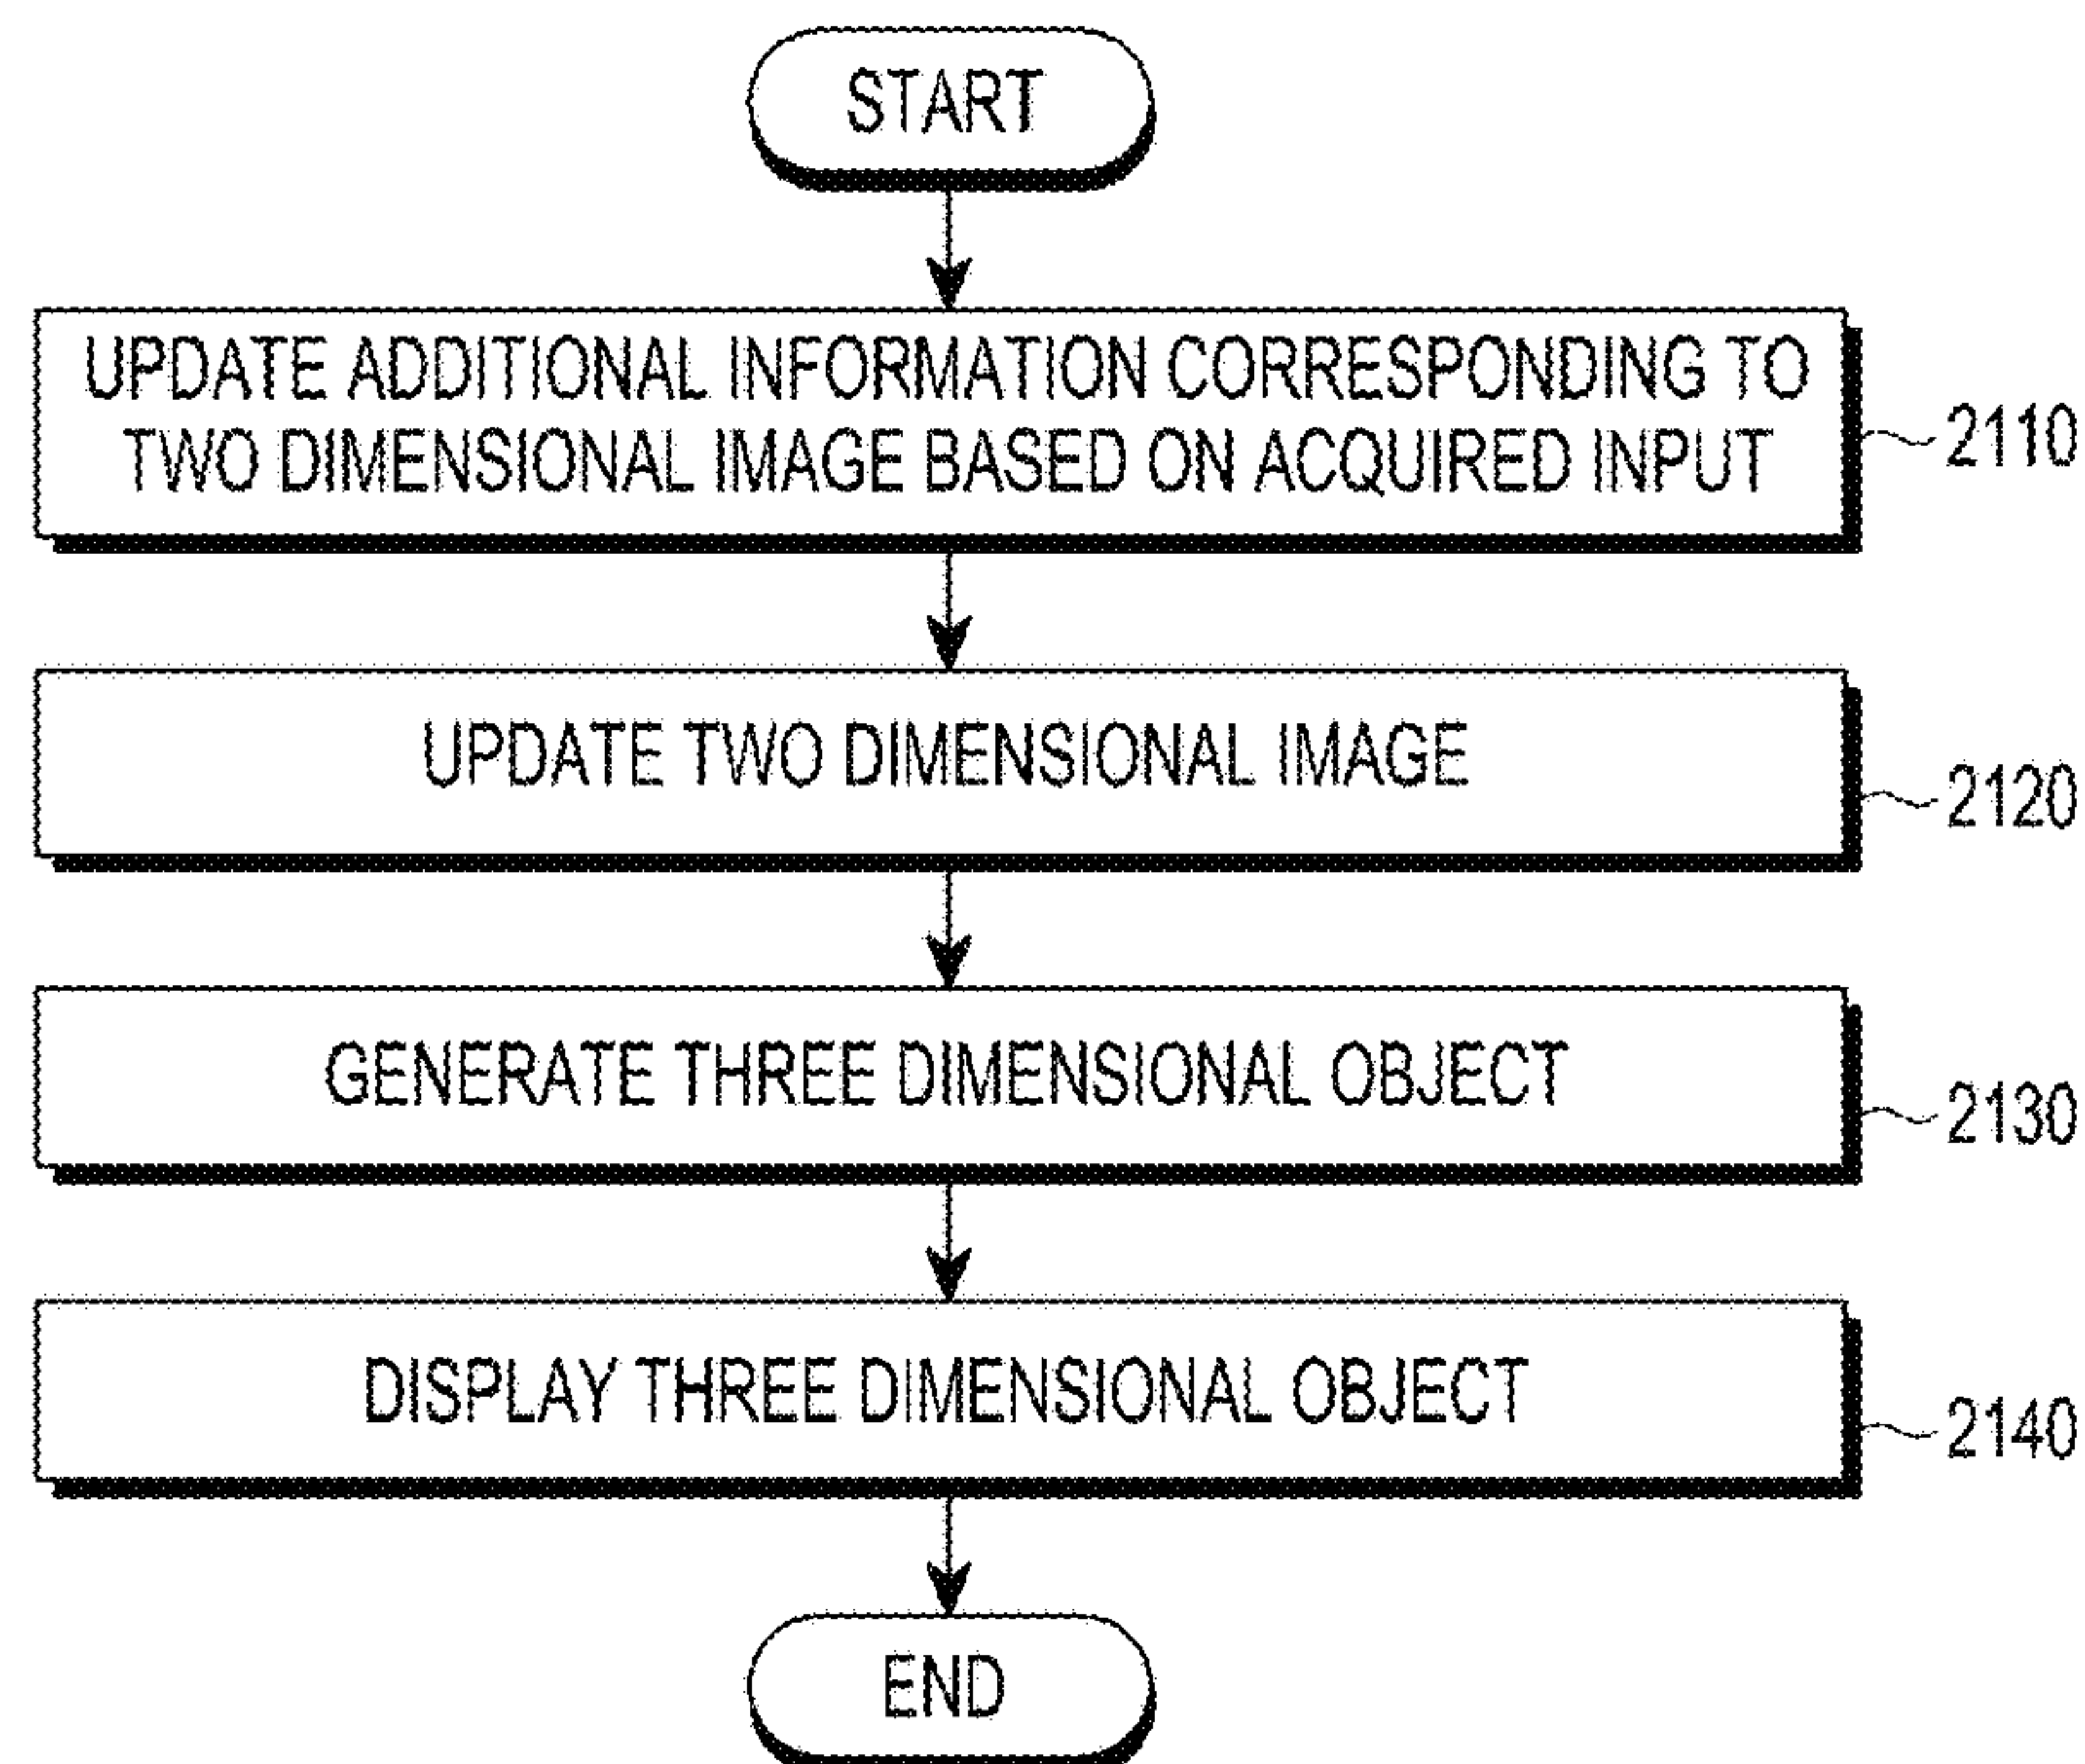 START
UPDATE ADDITIONAL INFORMATION CORRESPONDING TO
TWO DIMENSIONAL IMAGE BASED ON ACQUIRED INPUT
2110
UPDATE TWO DIMENSIONAL IMAGE
2120
GENERATE THREE DIMENSIONAL OBJECT
2130
DISPLAY THREE DIMENSIONAL OBJECT
2140
END